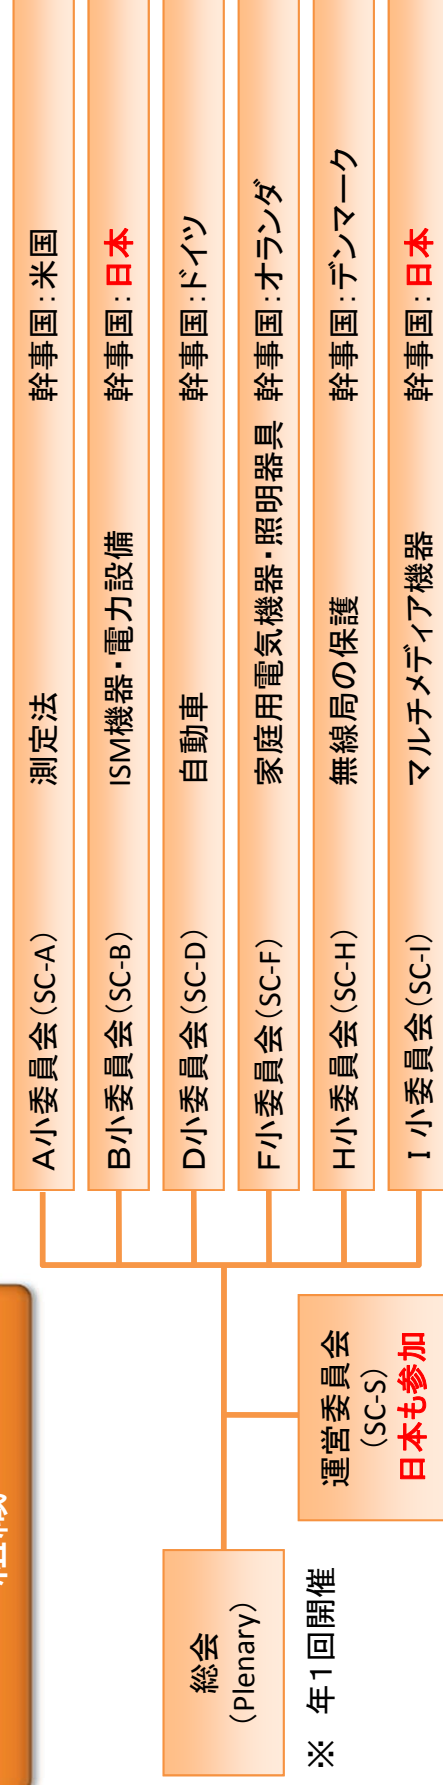 総会
(Plenary)
※ 年1回開催
運営委員会
(SC-S)
日本も参加
A小委員会(SC-A) 測定法 幹事国:米国
B小委員会(SC-B) ISM機器・電力設備 幹事国:日本
D小委員会(SC-D) 自動車 幹事国:ドイツ
F小委員会(SC-F) 家庭用電気機器・照明器具 幹事国:オランダ
H小委員会(SC-H) 無線局の保護 幹事国:デンマーク
I 小委員会(SC-I) マルチメディア機器 幹事国:日本